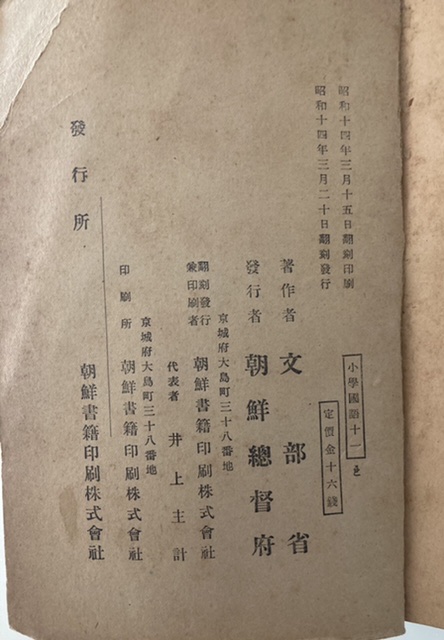 昭和十四年三月十五日翻刻印刷
昭和十四年三月二十日翻刻發行
小學國語十一
定價金十六錢
著作者 文部省
發行者 朝鮮總督府
京城府大島町三十八番地
翻刻發行
兼印刷者 朝鮮書籍印刷株式會社
代表者 井上主計
京城府大島町三十八番地
印刷所 朝鮮書籍印刷株式會社
發行所 朝鮮書籍印刷株式會社